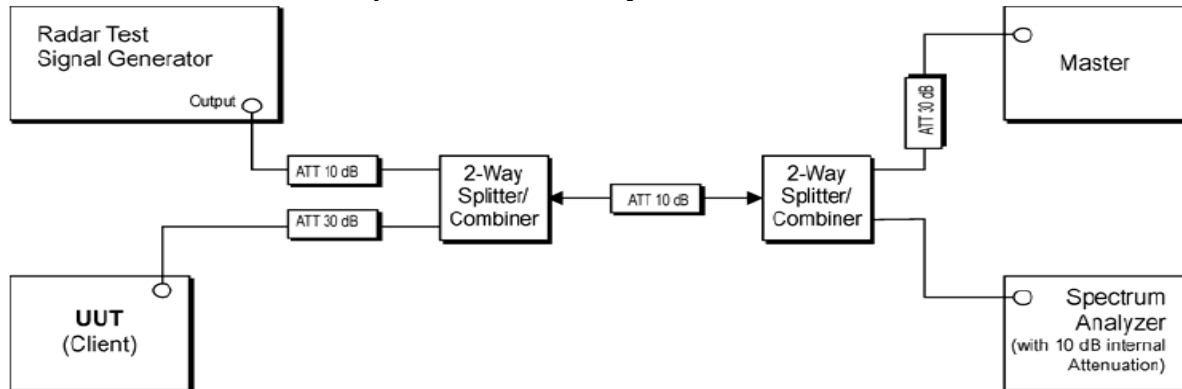 Radar Test
Signal Generator
Output
ATT 10 dB
2-Way
Splitter/
Combiner
ATT 30 dB
ATT 10 dB
2-Way
Splitter/
Combiner
ATT 30 dB
Master
UUT
(Client)
Spectrum
Analyzer
(with 10 dB internal
Attenuation)